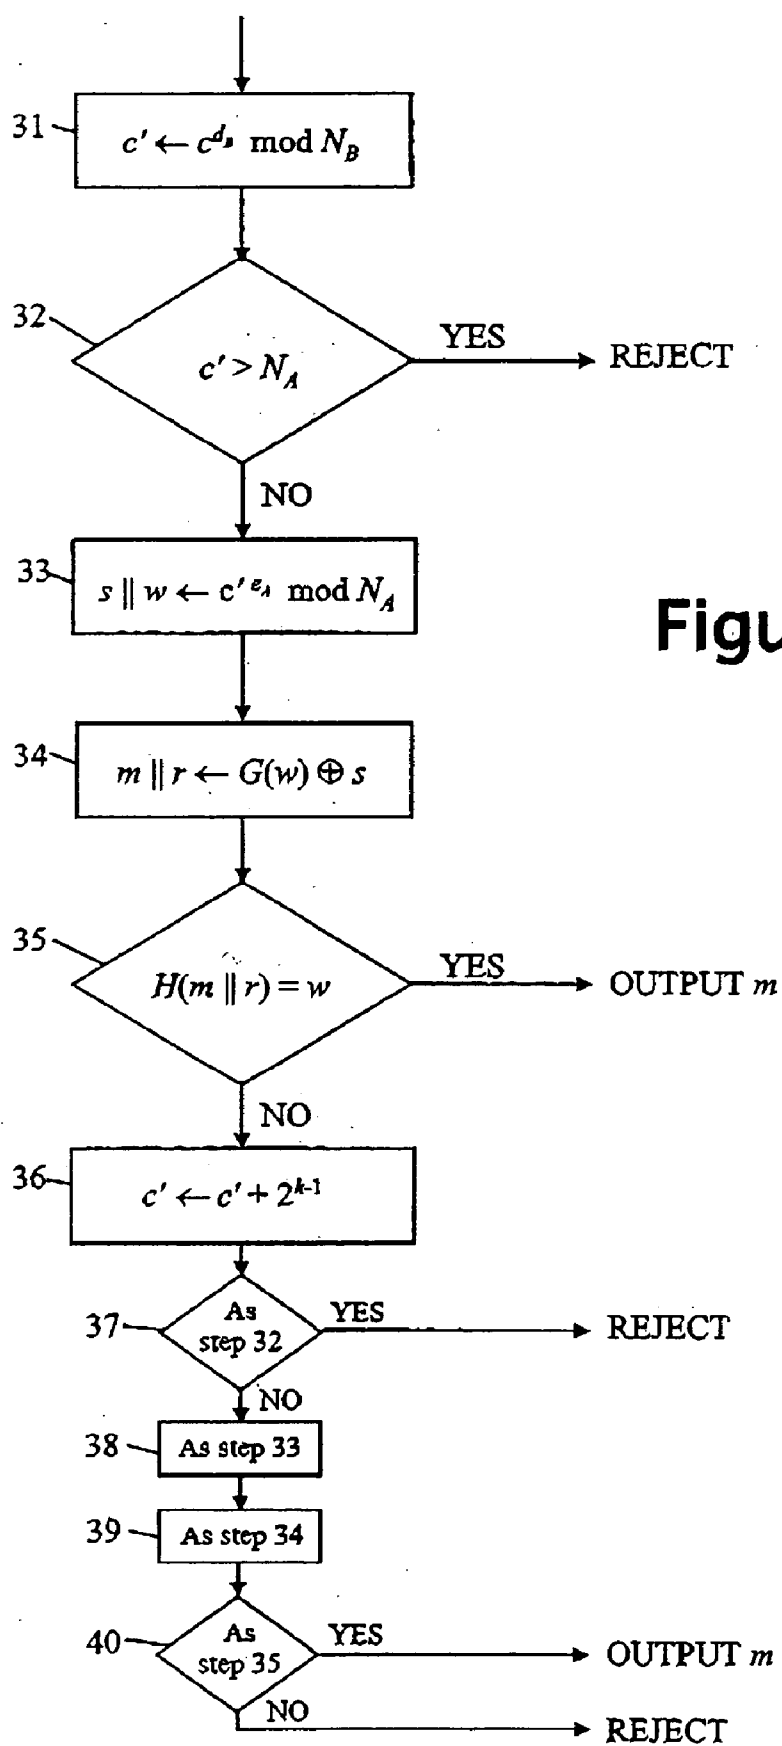 31
c′ ← c^{d_B} mod N_B
32
c′ > N_A
YES
REJECT
NO
33
s || w ← c′^{e_A} mod N_A
Figu
34
m || r ← G(w) ⊕ s
35
H(m || r) = w
YES
OUTPUT m
NO
36
c′ ← c′ + 2^{k-1}
37
As
step 32
YES
REJECT
NO
38
As step 33
39
As step 34
40
As
step 35
YES
OUTPUT m
NO
REJECT